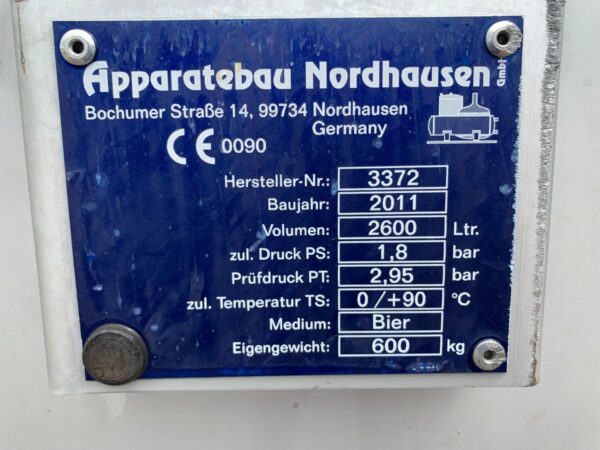 Apparatebau Nordhausen GmbH
Bochumer Straße 14, 99734 Nordhausen
Germany
CE 0090
Hersteller-Nr.: 3372
Baujahr: 2011
Volumen: 2600 Ltr.
zul. Druck PS: 1,8 bar
Prüfdruck PT: 2,95 bar
zul. Temperatur TS: 0/+90 °C
Medium: Bier
Eigengewicht: 600 kg